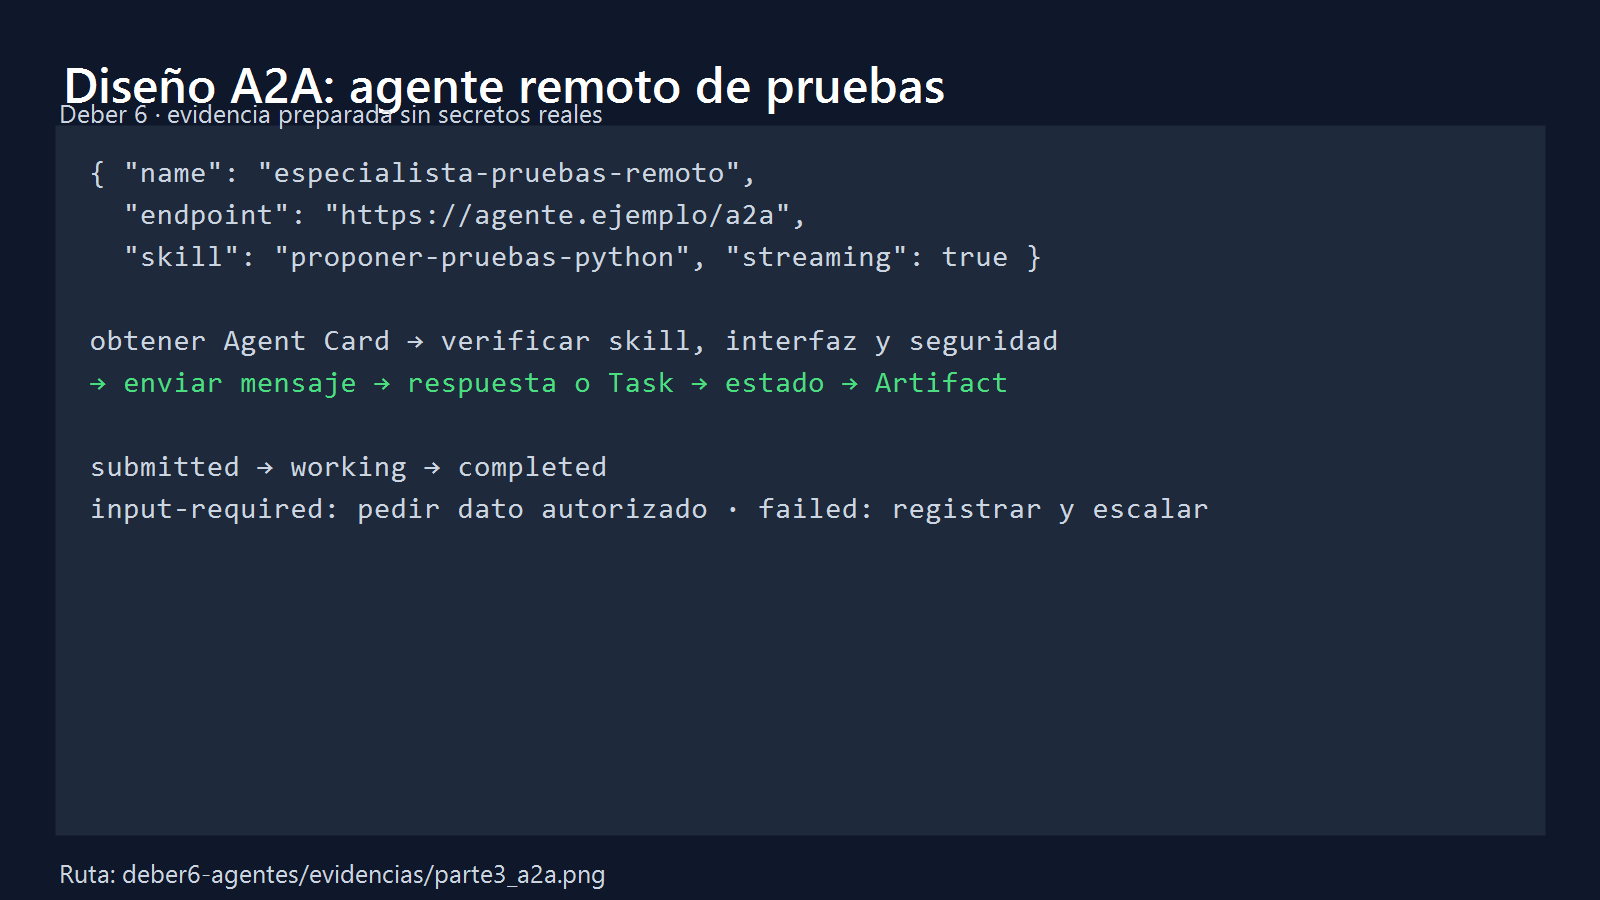 Diseño A2A: agente remoto de pruebas
Deber 6 · evidencia preparada sin secretos reales
{ "name": "especialista-pruebas-remoto",
  "endpoint": "https://agente.ejemplo/a2a",
  "skill": "proponer-pruebas-python", "streaming": true }
obtener Agent Card → verificar skill, interfaz y seguridad
→ enviar mensaje → respuesta o Task → estado → Artifact
submitted → working → completed
input-required: pedir dato autorizado · failed: registrar y escalar
Ruta: deber6-agentes/evidencias/parte3_a2a.png